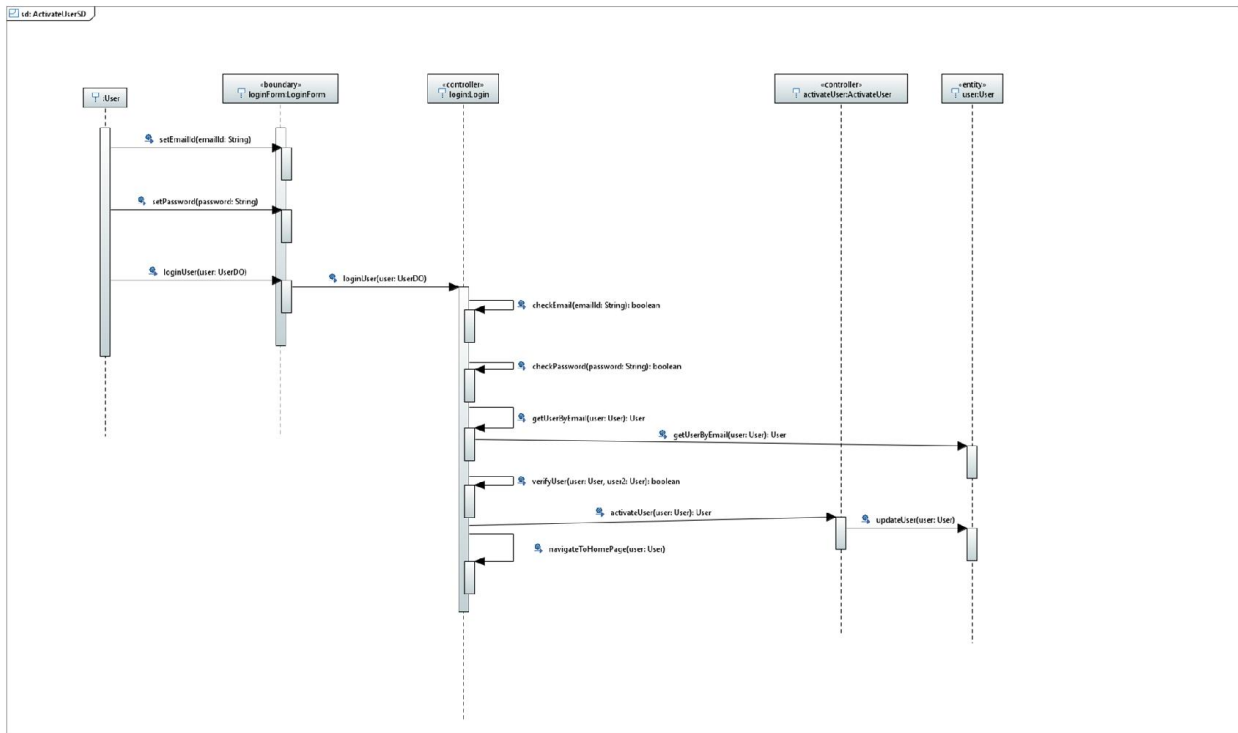 sd: ActivateUserSD
:User
«boundary»
loginForm:LoginForm
«controller»
login:Login
«controller»
activateUser:ActivateUser
«entity»
user:User
setEmailId(emailId: String)
setPassword(password: String)
loginUser(user: UserDO)
loginUser(user: UserDO)
checkEmail(emailId: String): boolean
checkPassword(password: String): boolean
getUserByEmail(user: User): User
getUserByEmail(user: User): User
verifyUser(user: User, user2: User): boolean
activateUser(user: User): User
updateUser(user: User)
navigateToHomePage(user: User)